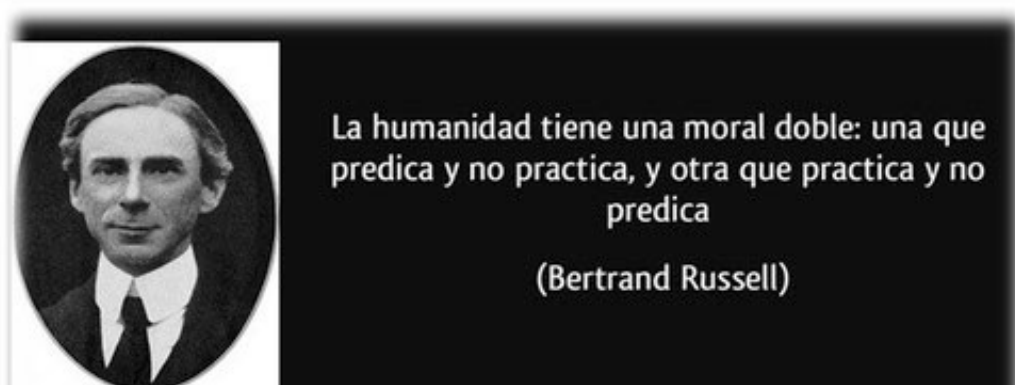 La humanidad tiene una moral doble: una que
predica y no practica, y otra que practica y no
predica
(Bertrand Russell)